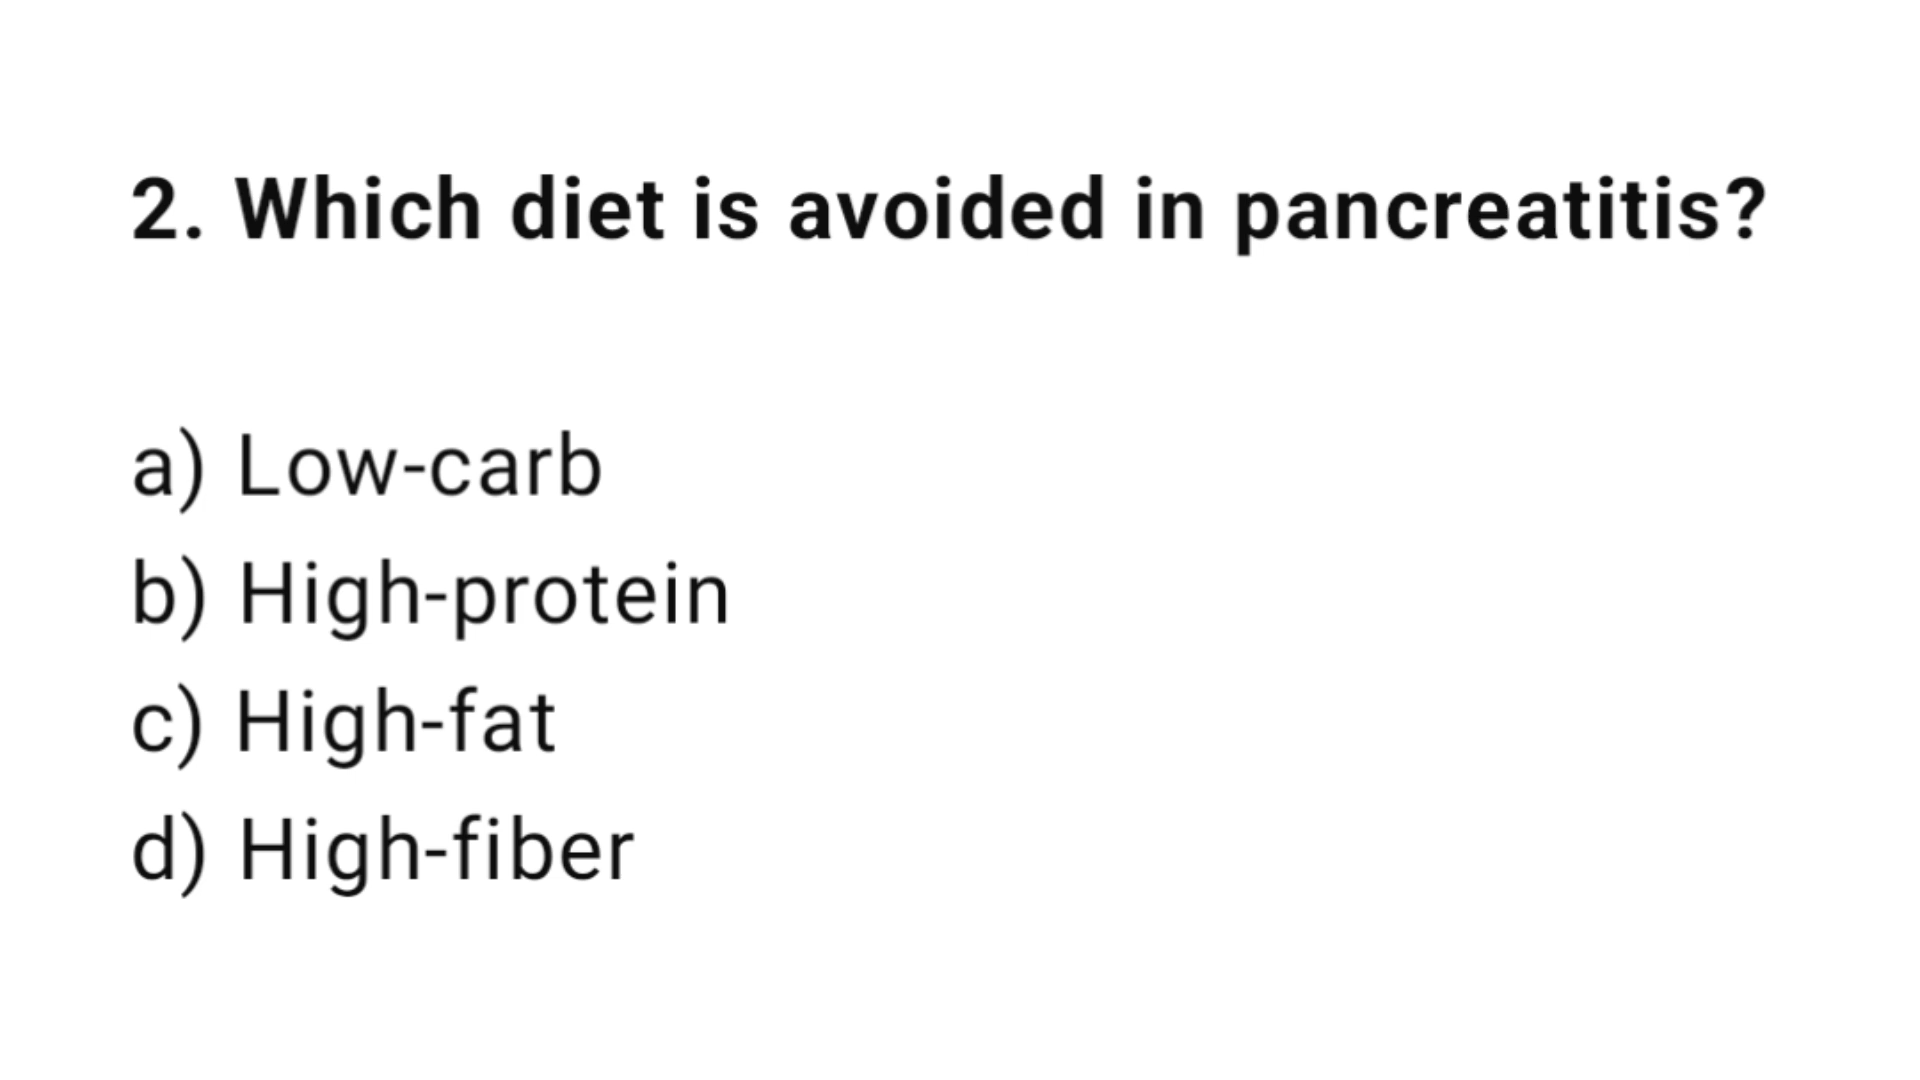 2. Which diet is avoided in pancreatitis?
a) Low-carb
b) High-protein
c) High-fat
d) High-fiber